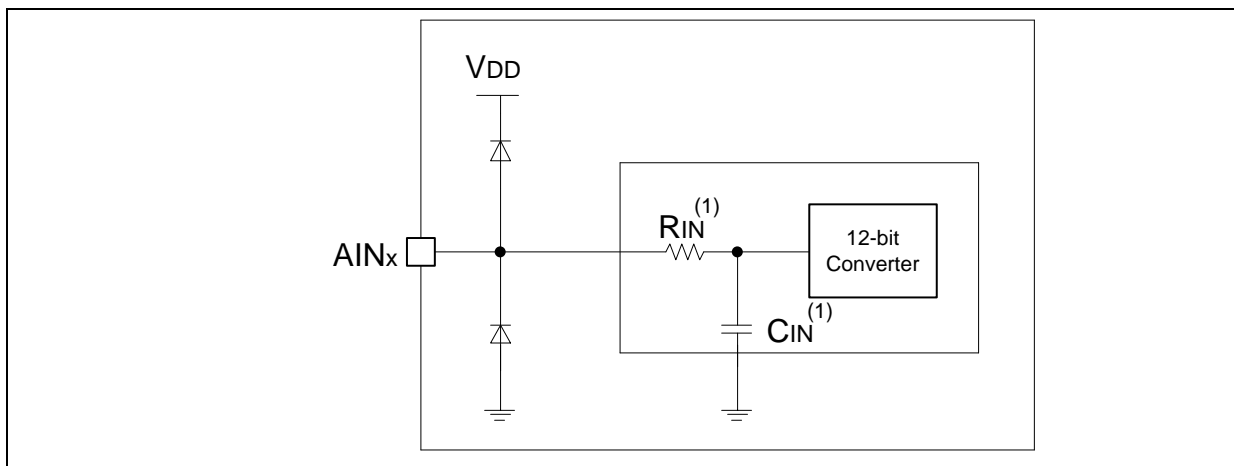 VDD
RIN(1)
AINx
12-bit
Converter
CIN(1)